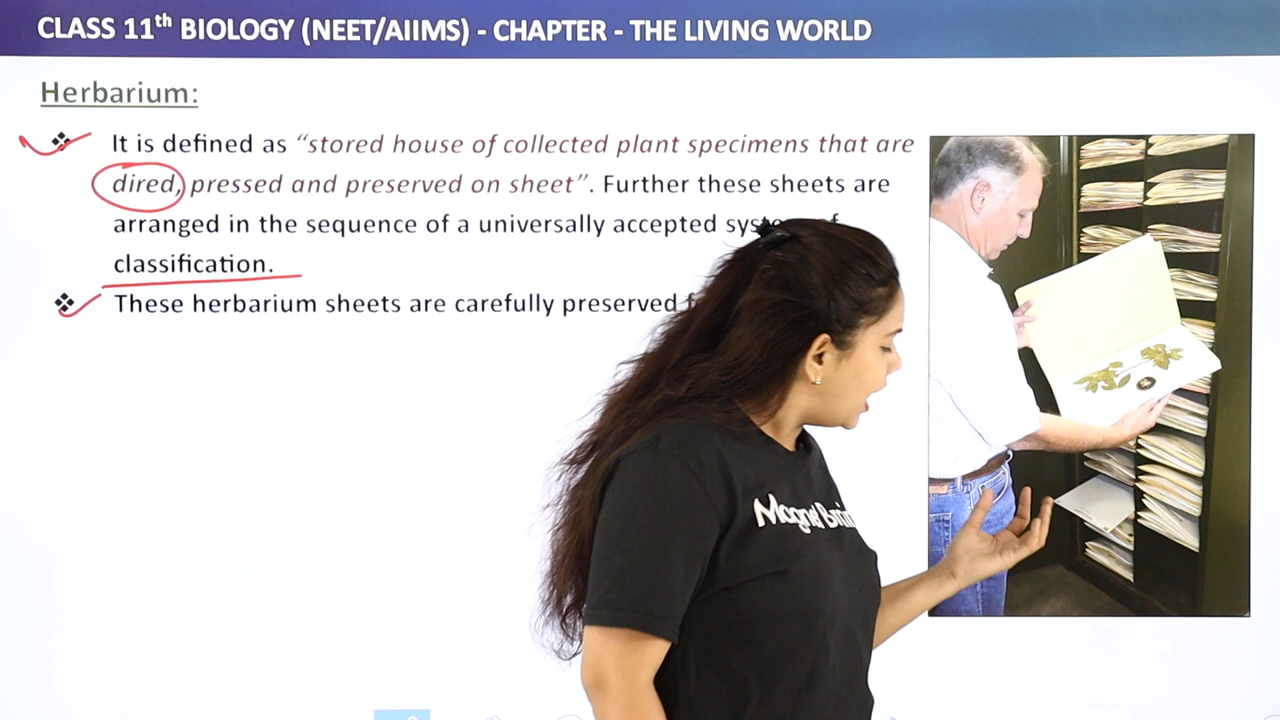 CLASS 11th BIOLOGY (NEET/AIIMS) - CHAPTER - THE LIVING WORLD
Herbarium:
❖ It is defined as “stored house of collected plant specimens that are
dired, pressed and preserved on sheet”. Further these sheets are
arranged in the sequence of a universally accepted
classification.
❖ These herbarium sheets are carefully preserved